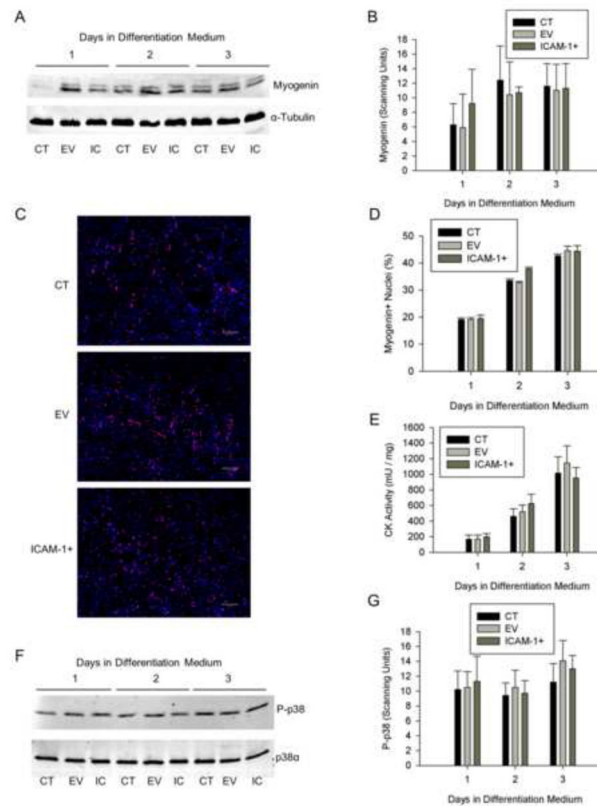 A
Days in Differentiation Medium
1 2 3
Myogenin
α-Tubulin
CT EV IC CT EV IC CT EV IC
B
CT
EV
ICAM-1+
Myogenin (Scanning Units)
18
16
14
12
10
8
6
4
2
0
1 2 3
Days in Differentiation Medium
C
CT
EV
ICAM-1+
D
CT
EV
ICAM-1+
Myogenin+ Nuclei (%)
50
40
30
20
10
0
1 2 3
Days in Differentiation Medium
E
CT
EV
ICAM-1+
CK Activity (mU / mg)
1600
1400
1200
1000
800
600
400
200
0
1 2 3
Days in Differentiation Medium
F
Days in Differentiation Medium
1 2 3
P-p38
p38α
CT EV IC CT EV IC CT EV IC
G
CT
EV
ICAM-1+
P-p38 (Scanning Units)
18
16
14
12
10
8
6
4
2
0
1 2 3
Days in Differentiation Medium